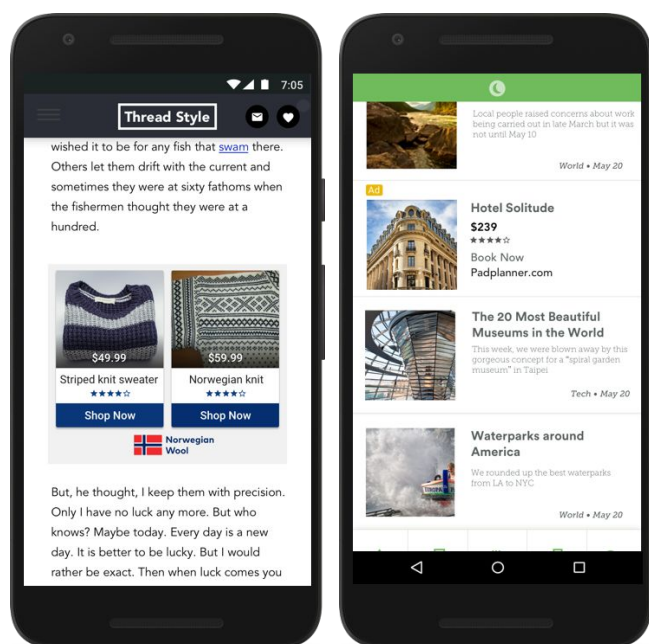 7:05
Thread Style
wished it to be for any fish that swam there.
Others let them drift with the current and
sometimes they were at sixty fathoms when
the fishermen thought they were at a
hundred.
$49.99
$59.99
Striped knit sweater
Norwegian knit
Shop Now
Shop Now
Norwegian
Wool
But, he thought, I keep them with precision.
Only I have no luck any more. But who
knows? Maybe today. Every day is a new
day. It is better to be lucky. But I would
rather be exact. Then when luck comes you
Local people raised concerns about work
being carried out in late March but it was
not until May 10
World • May 20
Ad
Hotel Solitude
$239
Book Now
Padplanner.com
The 20 Most Beautiful
Museums in the World
This week, we were blown away by this
gorgeous concept for a "spiral garden
museum" in Taipei
Tech • May 20
Waterparks around
America
We rounded up the best waterparks
from LA to NYC
World • May 20